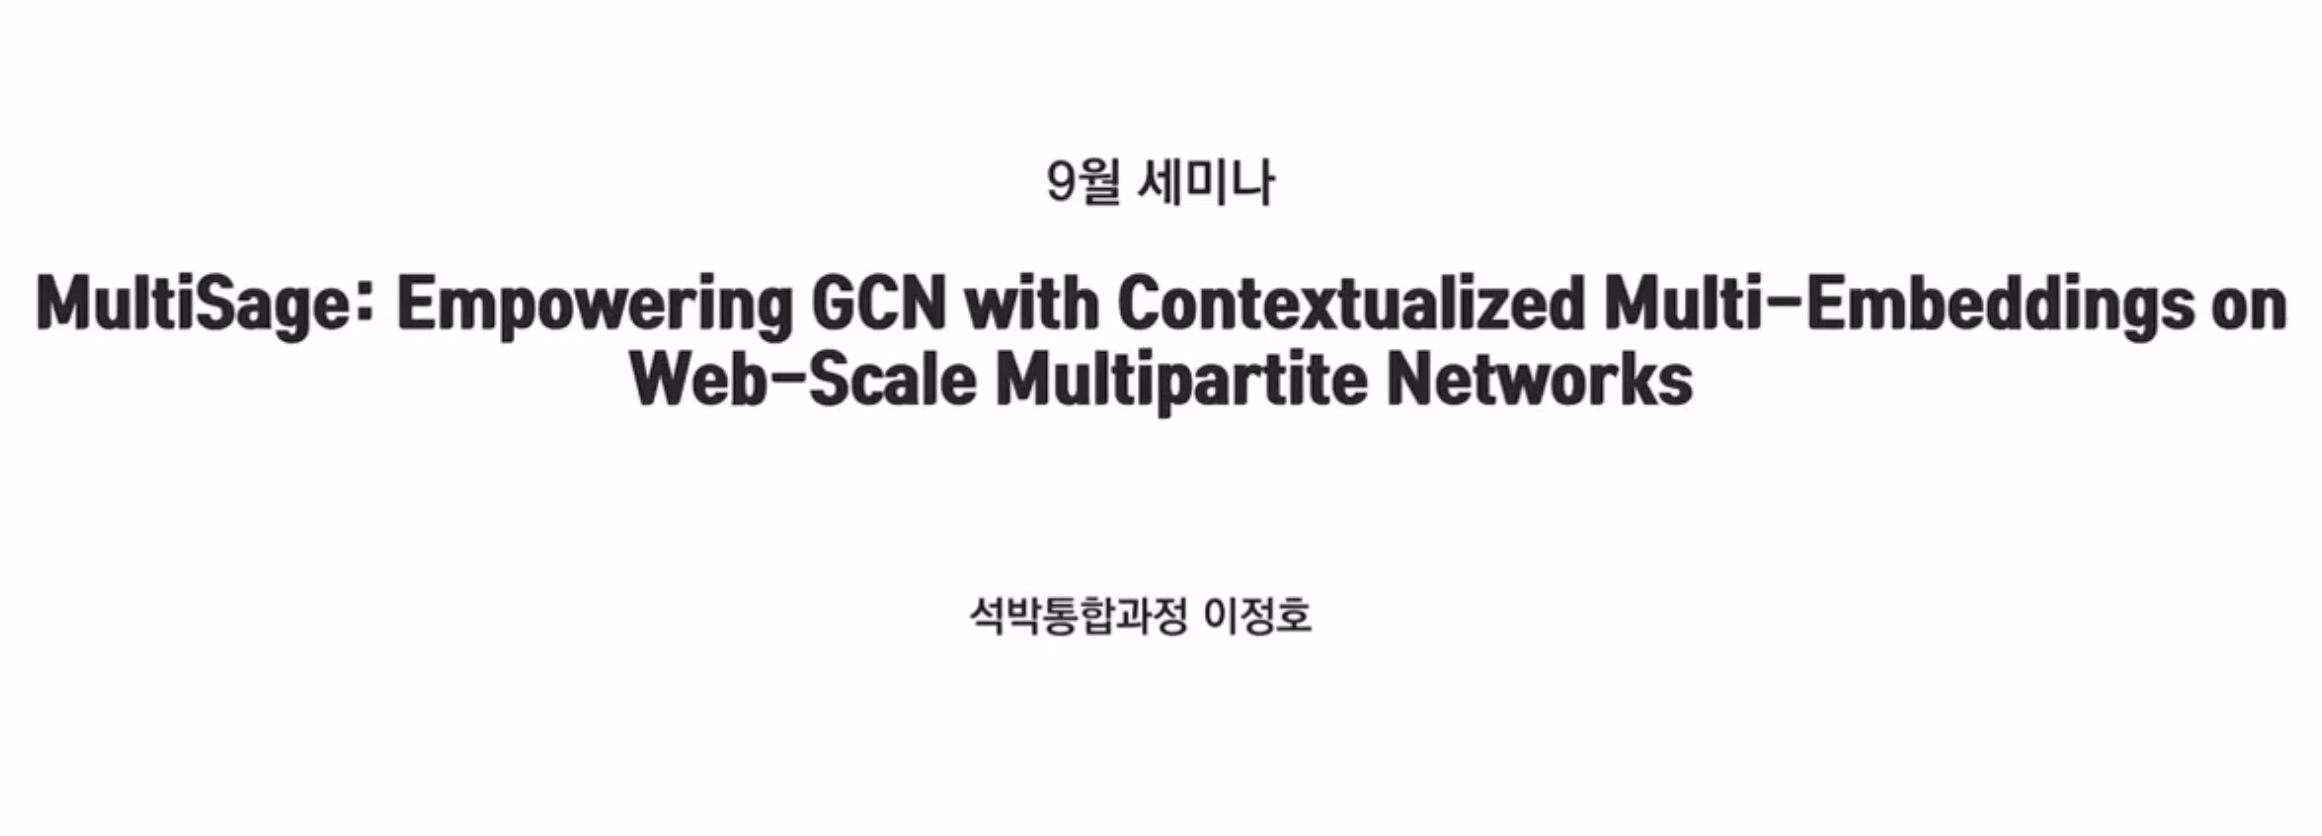 9월 세미나
MultiSage: Empowering GCN with Contextualized Multi-Embeddings on
Web-Scale Multipartite Networks
석박통합과정 이정호